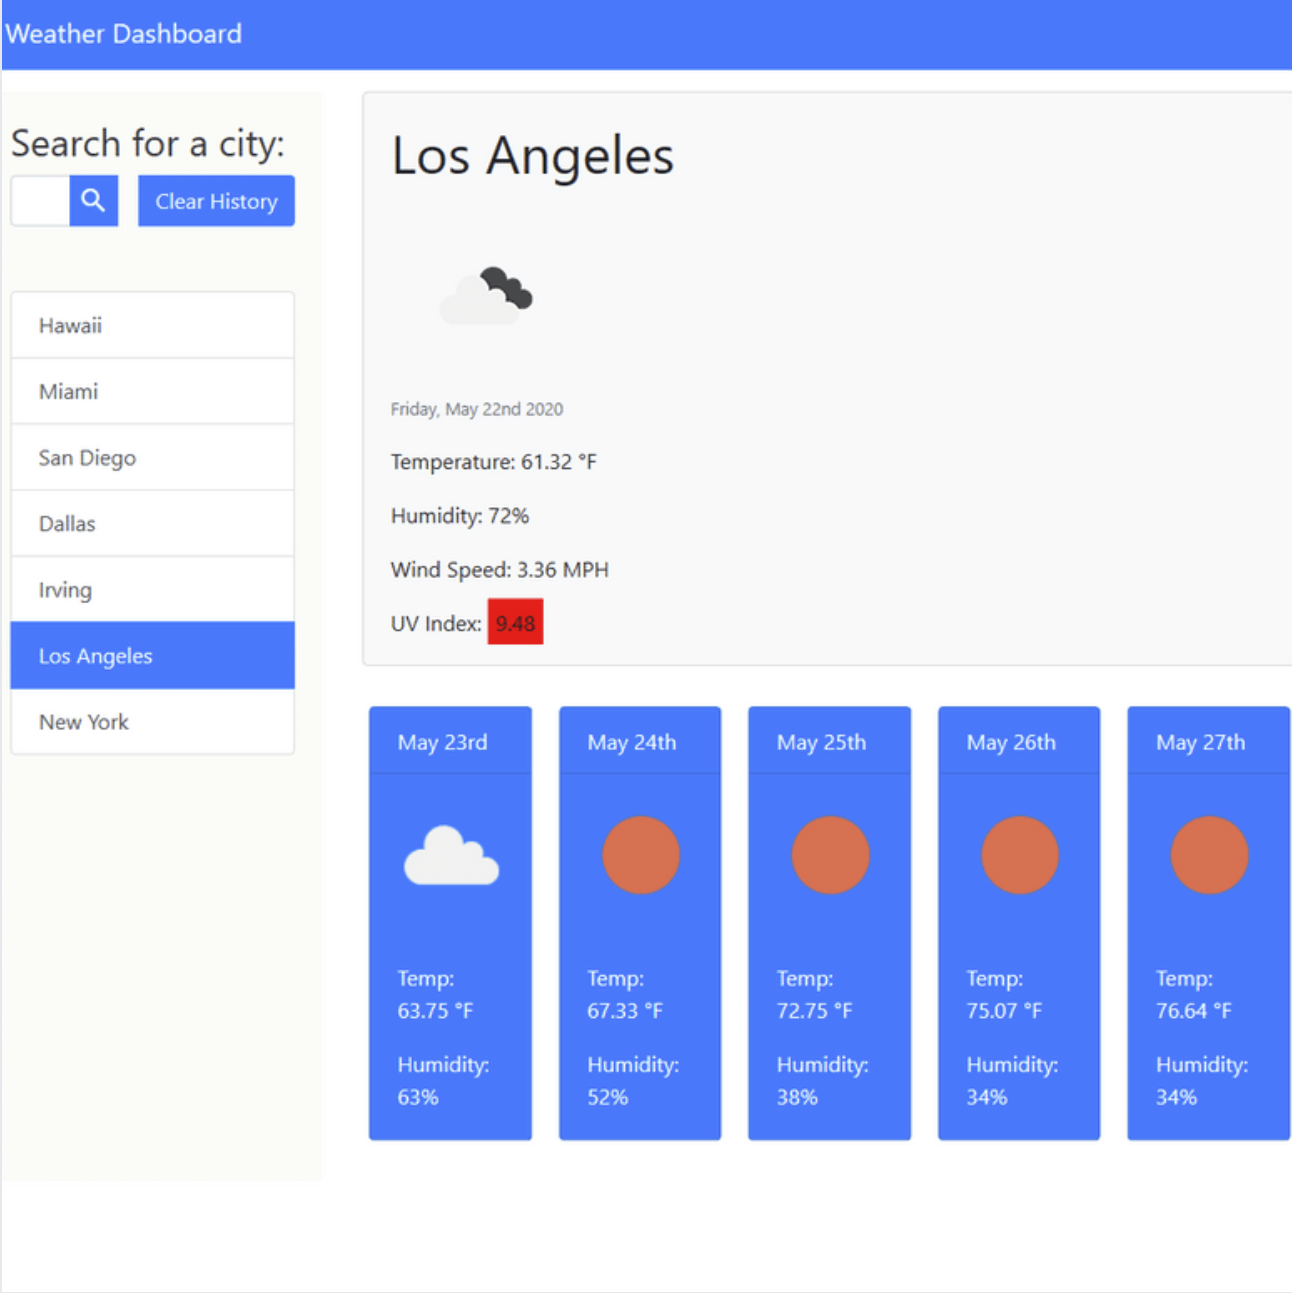 Weather Dashboard
Search for a city:
Clear History
Hawaii
Miami
San Diego
Dallas
Irving
Los Angeles
New York
Los Angeles
Friday, May 22nd 2020
Temperature: 61.32 °F
Humidity: 72%
Wind Speed: 3.36 MPH
UV Index: 9.48
May 23rd
Temp:
63.75 °F
Humidity:
63%
May 24th
Temp:
67.33 °F
Humidity:
52%
May 25th
Temp:
72.75 °F
Humidity:
38%
May 26th
Temp:
75.07 °F
Humidity:
34%
May 27th
Temp:
76.64 °F
Humidity:
34%